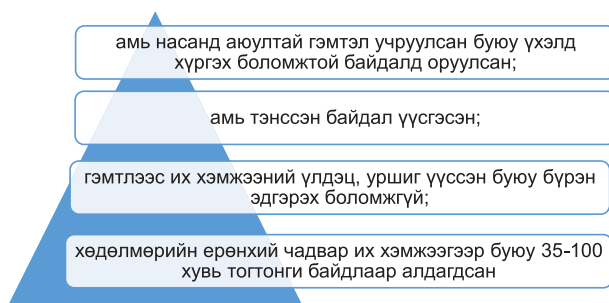 амь насанд аюултай гэмтэл учруулсан буюу үхэлд
хүргэх боломжтой байдалд оруулсан;
амь тэнссэн байдал үүсгэсэн;
гэмтлээс их хэмжээний үлдэц, уршиг үүссэн буюу бүрэн
эдгэрэх боломжгүй;
хөдөлмөрийн ерөнхий чадвар их хэмжээгээр буюу 35-100
хувь тогтонги байдлаар алдагдсан